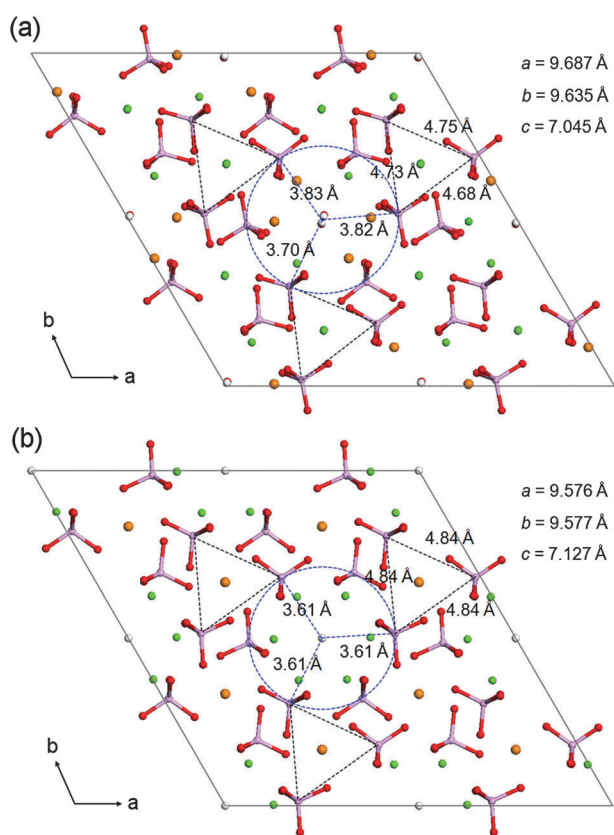 (a)
a = 9.687 Å
b = 9.635 Å
c = 7.045 Å
4.75 Å
4.73 Å
4.68 Å
3.83 Å
3.82 Å
3.70 Å
b
a
(b)
a = 9.576 Å
b = 9.577 Å
c = 7.127 Å
4.84 Å
4.84 Å
4.84 Å
3.61 Å
3.61 Å
3.61 Å
b
a